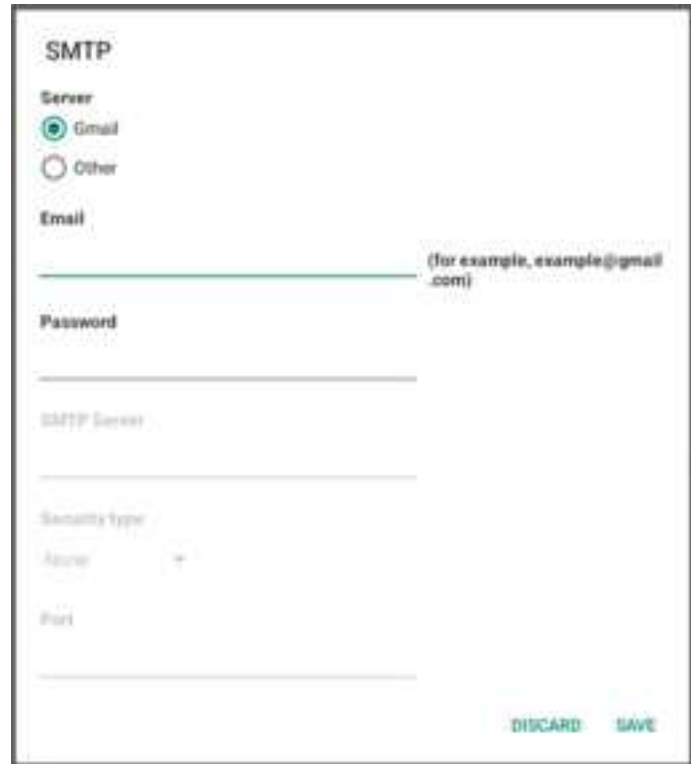 SMTP
Server
Gmail
Other
Email
(for example, example@gmail
.com)
Password
SMTP Server
Security type
None
Port
DISCARD SAVE